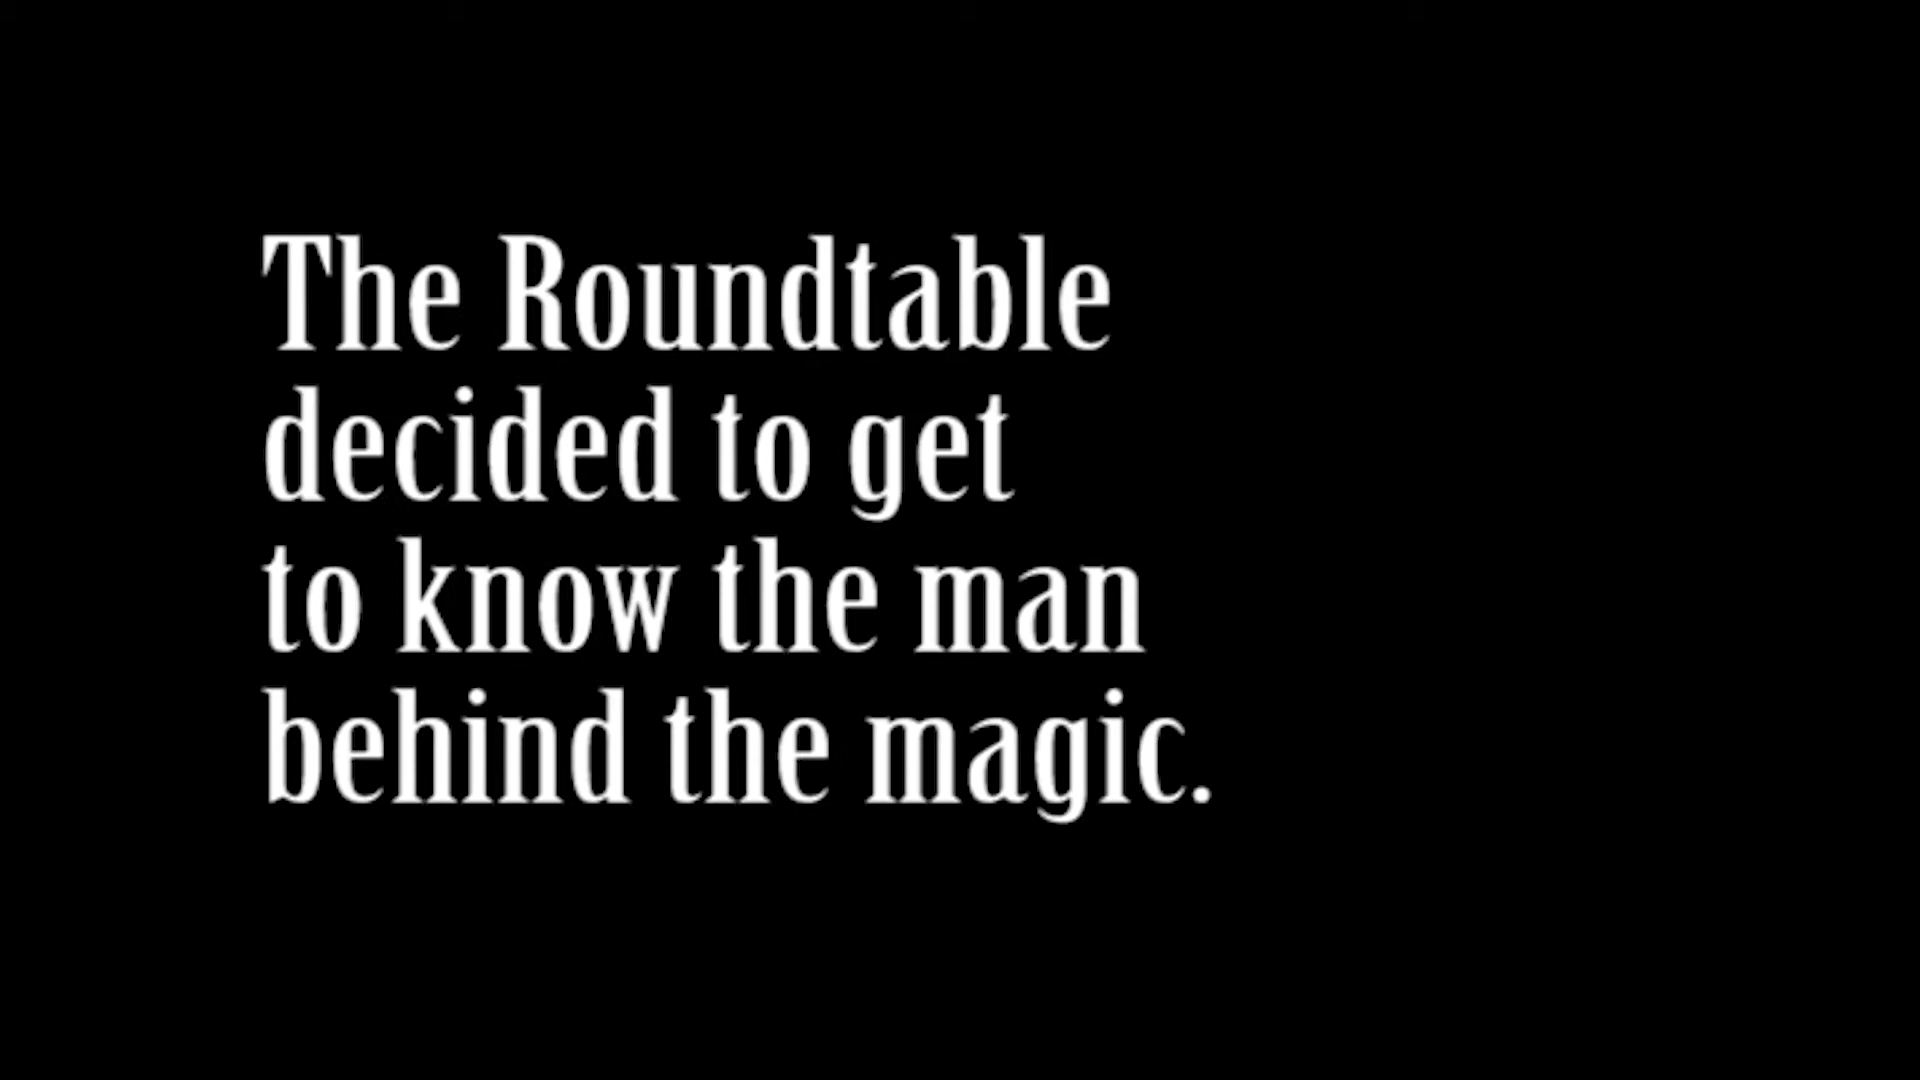 The Roundtable
decided to get
to know the man
behind the magic.